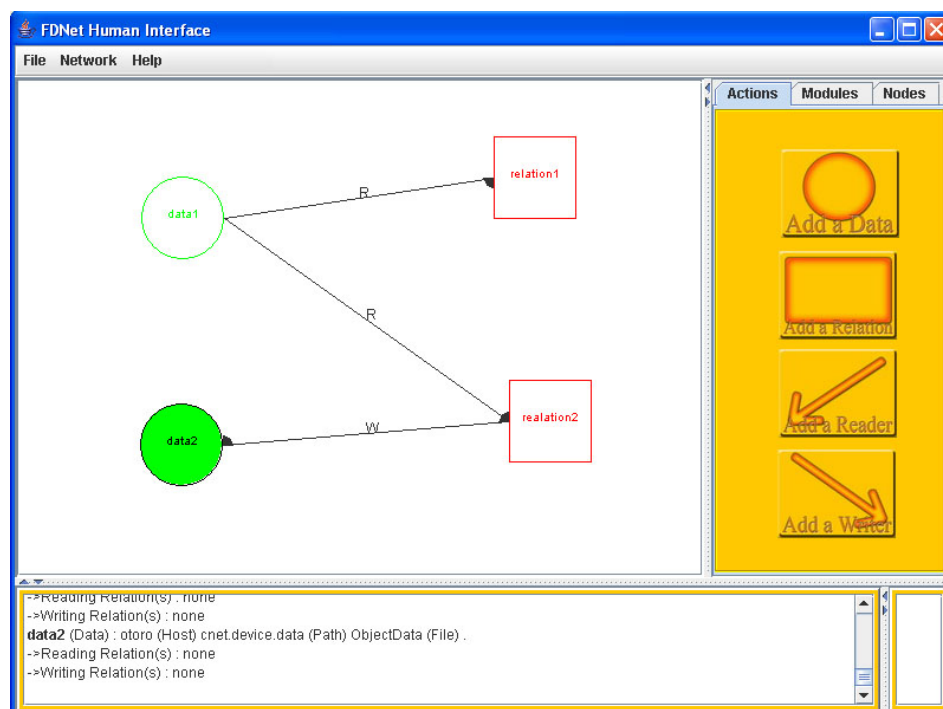 FDNet Human Interface
File Network Help
Actions Modules Nodes
relation1
R
data1
R
realation2
W
data2
Add a Data
Add a Relation
Add a Reader
Add a Writer
->Reading Relation(s) : none
->Writing Relation(s) : none
data2 (Data) : otoro (Host) cnet.device.data (Path) ObjectData (File) .
->Reading Relation(s) : none
->Writing Relation(s) : none